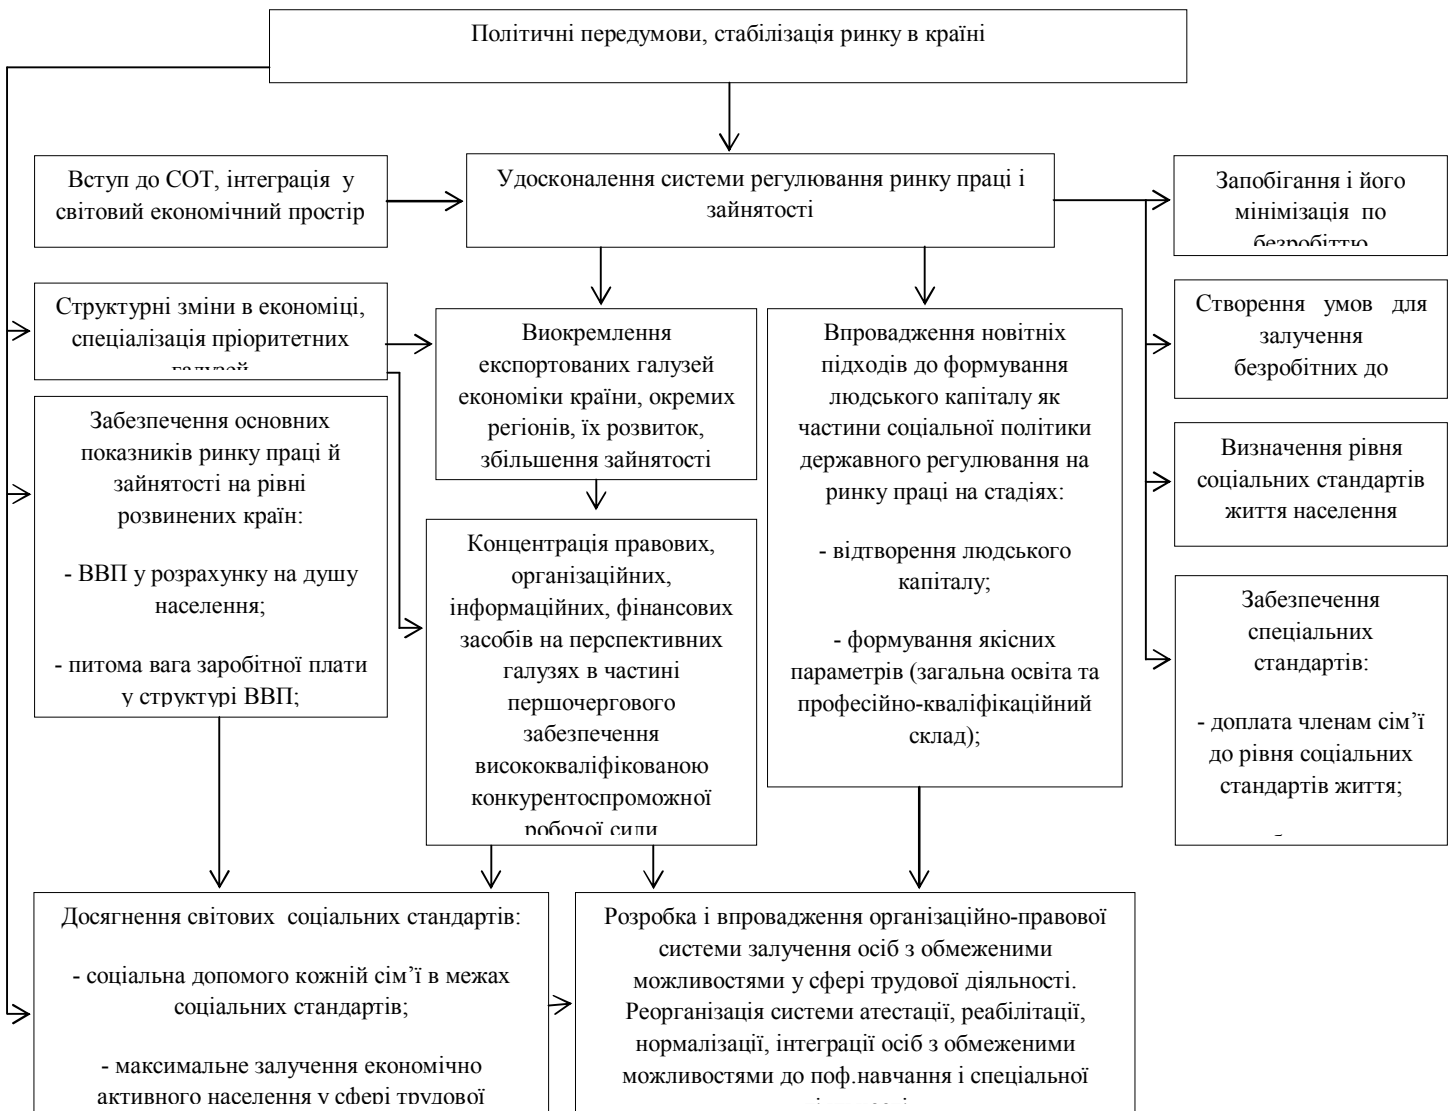 Політичні передумови, стабілізація ринку в країні
Вступ до СОТ, інтеграція у
світовий економічний простір
Удосконалення системи регулювання ринку праці і
зайнятості
Запобігання і його
мінімізація по
безробіттю
Структурні зміни в економіці,
спеціалізація пріоритетних
галузей
Виокремлення
експортованих галузей
економіки країни, окремих
регіонів, їх розвиток,
збільшення зайнятості
Впровадження новітніх
підходів до формування
людського капіталу як
частини соціальної політики
державного регулювання на
ринку праці на стадіях:
- відтворення людського
капіталу;
- формування якісних
параметрів (загальна освіта та
професійно-кваліфікаційний
склад);
Створення умов для
залучення
безробітних до
Забезпечення основних
показників ринку праці й
зайнятості на рівні
розвинених країн:
- ВВП у розрахунку на душу
населення;
- питома вага заробітної плати
у структурі ВВП;
Визначення рівня
соціальних стандартів
життя населення
Концентрація правових,
організаційних,
інформаційних, фінансових
засобів на перспективних
галузях в частині
першочергового
забезпечення
висококваліфікованою
конкурентоспроможної
робочої сили
Забезпечення
спеціальних
стандартів:
- доплата членам сім’ї
до рівня соціальних
стандартів життя;
Досягнення світових соціальних стандартів:
- соціальна допомого кожній сім’ї в межах
соціальних стандартів;
- максимальне залучення економічно
активного населення у сфері трудової
Розробка і впровадження організаційно-правової
системи залучення осіб з обмеженими
можливостями у сфері трудової діяльності.
Реорганізація системи атестації, реабілітації,
нормалізації, інтеграції осіб з обмеженими
можливостями до поф.навчання і спеціальної